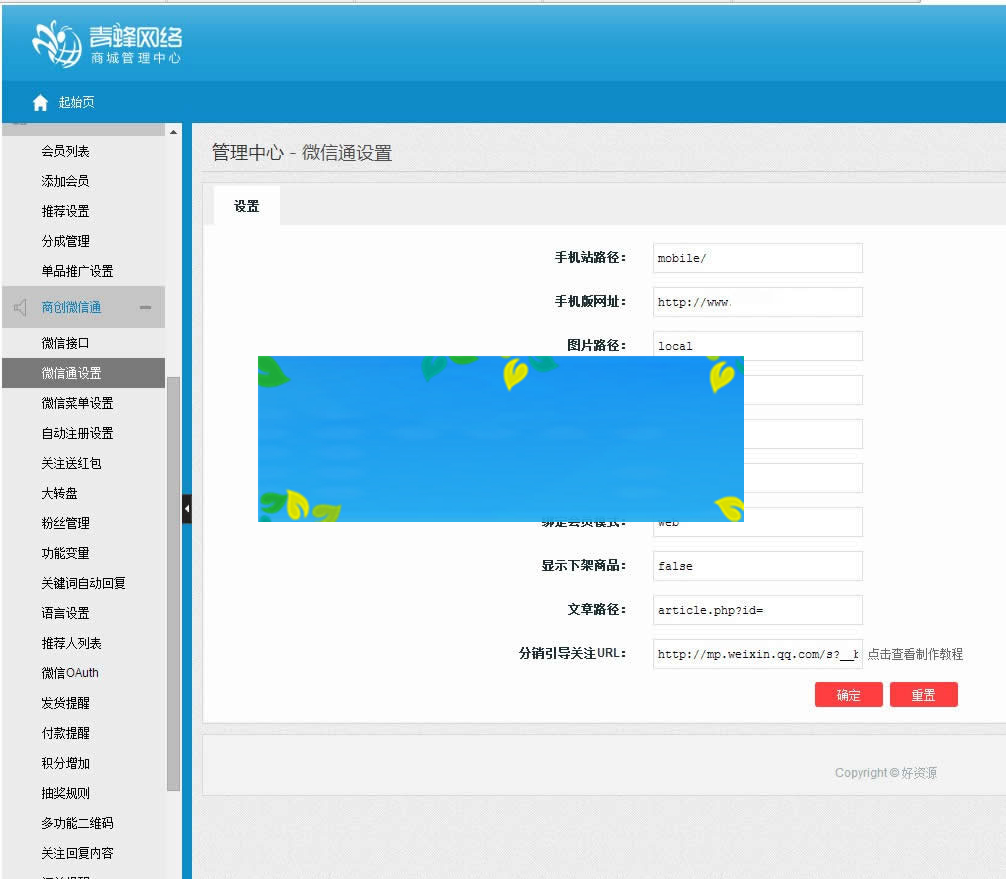 青蜂网络
商城管理中心
起始页
会员列表
添加会员
推荐设置
分成管理
单品推广设置
商创微信通
微信接口
微信通设置
微信菜单设置
自动注册设置
关注送红包
大转盘
粉丝管理
功能变量
关键词自动回复
语言设置
推荐人列表
微信OAuth
发货提醒
付款提醒
积分增加
抽奖规则
多功能二维码
关注回复内容
管理中心 - 微信通设置
设置
手机站路径： mobile/
手机版网址： http://www.
图片路径： local
绑定会员模式： web
显示下架商品： false
文章路径： article.php?id=
分销引导关注URL： http://mp.weixin.qq.com/s?__b 点击查看制作教程
确定 重置
Copyright © 好资源